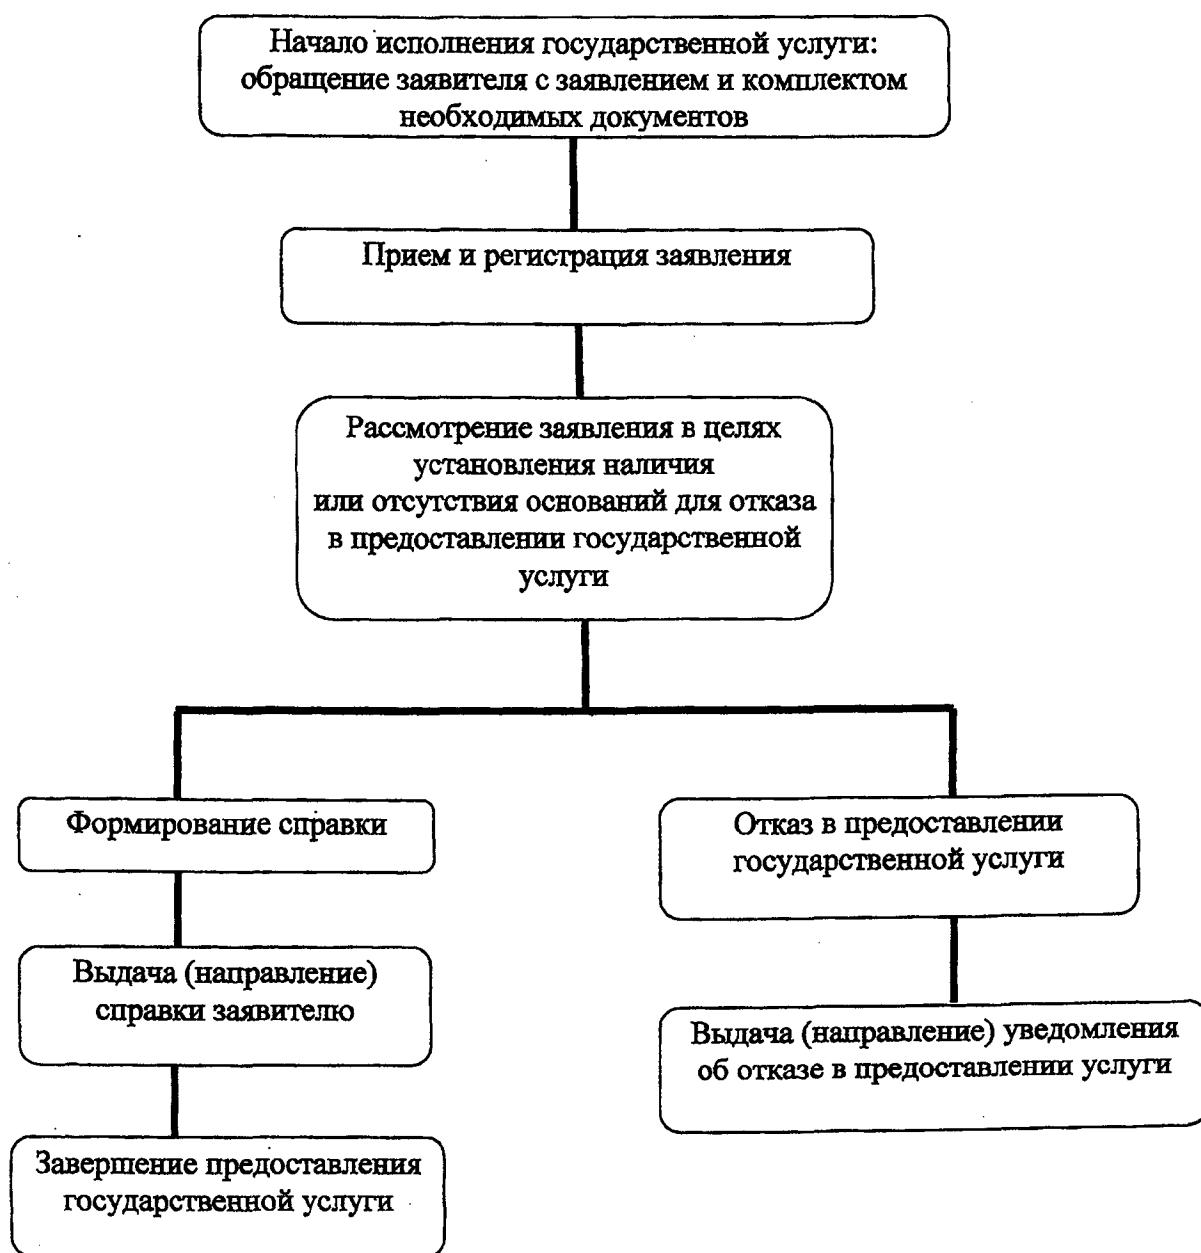 Начало исполнения государственной услуги:
обращение заявителя с заявлением и комплектом
необходимых документов
Прием и регистрация заявления
Рассмотрение заявления в целях
установления наличия
или отсутствия оснований для отказа
в предоставлении государственной
услуги
Формирование справки
Выдача (направление)
справки заявителю
Завершение предоставления
государственной услуги
Отказ в предоставлении
государственной услуги
Выдача (направление) уведомления
об отказе в предоставлении услуги